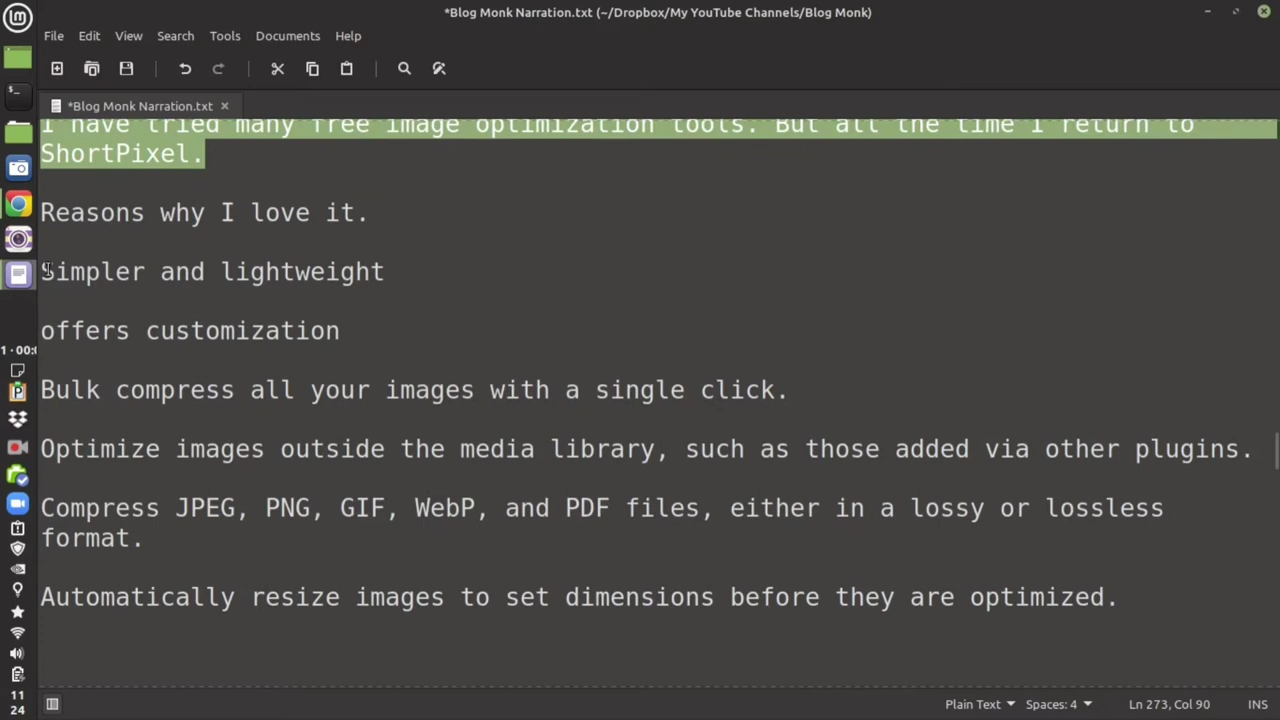 *Blog Monk Narration.txt (~/Dropbox/My YouTube Channels/Blog Monk)
File Edit View Search Tools Documents Help
*Blog Monk Narration.txt ×
I have tried many free image optimization tools. But all the time I return to
ShortPixel.
Reasons why I love it.
Simpler and lightweight
offers customization
Bulk compress all your images with a single click.
Optimize images outside the media library, such as those added via other plugins.
Compress JPEG, PNG, GIF, WebP, and PDF files, either in a lossy or lossless
format.
Automatically resize images to set dimensions before they are optimized.
1 · 00:0
11
24
Plain Text Spaces: 4 Ln 273, Col 90 INS